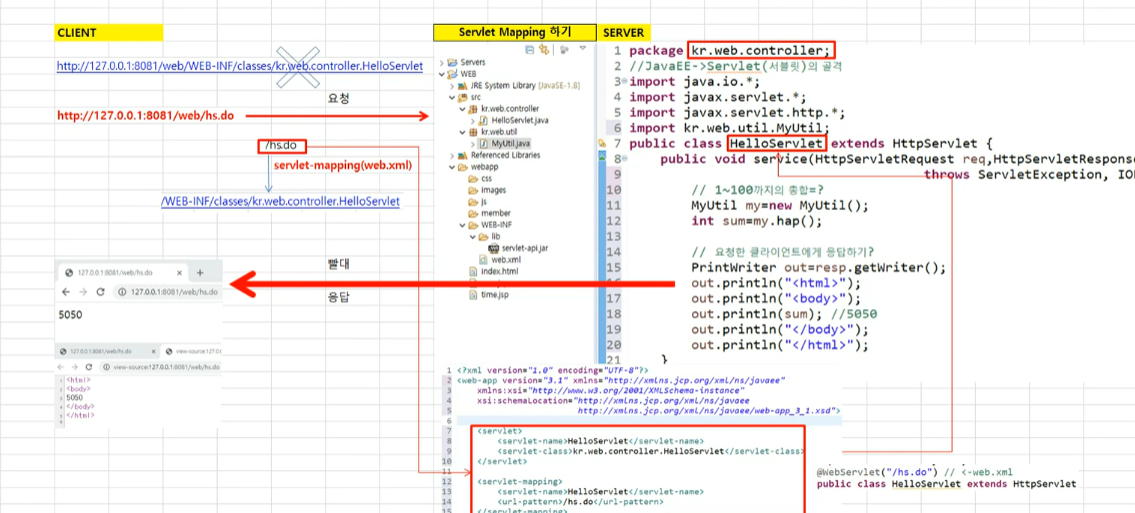 CLIENT
Servlet Mapping 하기
SERVER
http://127.0.0.1:8081/web/WEB-INF/classes/kr.web.controller.HelloServlet
요청
http://127.0.0.1:8081/web/hs.do
/hs.do
servlet-mapping(web.xml)
/WEB-INF/classes/kr.web.controller.HelloServlet
빨대
응답
127.0.0.1:8081/web/hs.do
127.0.0.1:8081/web/hs.do
5050
127.0.0.1:8081/web/hs.do
view-source:127.0
view-source:127.0.0.1:8081/web/hs.do
<html>
<body>
5050
</body>
</html>
Servers
WEB
JRE System Library [JavaSE-1.8]
src
kr.web.controller
HelloServlet.java
kr.web.util
MyUtil.java
Referenced Libraries
webapp
css
images
js
member
WEB-INF
lib
servlet-api.jar
web.xml
index.html
time.jsp
1 package kr.web.controller;
2 //JavaEE->Servlet(서블릿)의 골격
3 import java.io.*;
4 import javax.servlet.*;
5 import javax.servlet.http.*;
6 import kr.web.util.MyUtil;
7 public class HelloServlet extends HttpServlet {
8 public void service(HttpServletRequest req,HttpServletResponse
9 throws ServletException, IOE
10 // 1~100까지의 총합=?
11 MyUtil my=new MyUtil();
12 int sum=my.hap();
13
14 // 요청한 클라이언트에게 응답하기?
15 PrintWriter out=resp.getWriter();
16 out.println("<html>");
17 out.println("<body>");
18 out.println(sum); //5050
19 out.println("</body>");
20 out.println("</html>");
21 }
1 <?xml version="1.0" encoding="UTF-8"?>
2 <web-app version="3.1" xmlns="http://xmlns.jcp.org/xml/ns/javaee"
3 xmlns:xsi="http://www.w3.org/2001/XMLSchema-instance"
4 xsi:schemaLocation="http://xmlns.jcp.org/xml/ns/javaee
5 http://xmlns.jcp.org/xml/ns/javaee/web-app_3_1.xsd">
6
7 <servlet>
8 <servlet-name>HelloServlet</servlet-name>
9 <servlet-class>kr.web.controller.HelloServlet</servlet-class>
10 </servlet>
11
12 <servlet-mapping>
13 <servlet-name>HelloServlet</servlet-name>
14 <url-pattern>/hs.do</url-pattern>
15 </servlet-mapping>
@WebServlet("/hs.do") // <-web.xml
public class HelloServlet extends HttpServlet